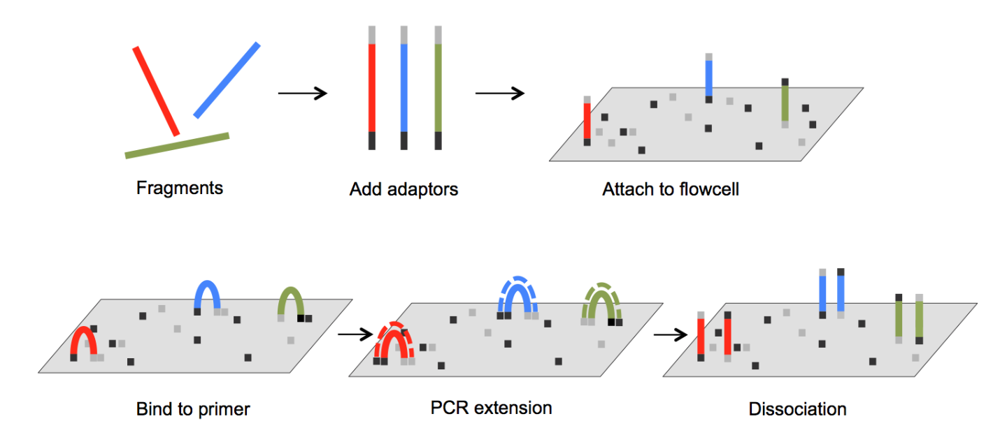 Fragments
Add adaptors
Attach to flowcell
Bind to primer
PCR extension
Dissociation